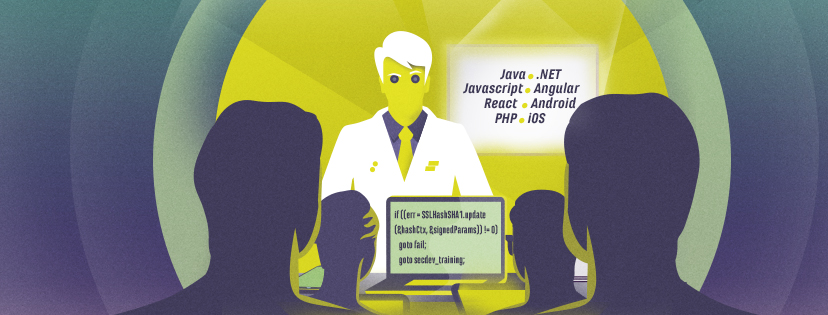 Java • .NET
Javascript • Angular
React • Android
PHP • iOS
if ((err = SSLHashSHA1.update
(&hashCtx, &signedParams)) != 0)
goto fail;
goto secdev_training;